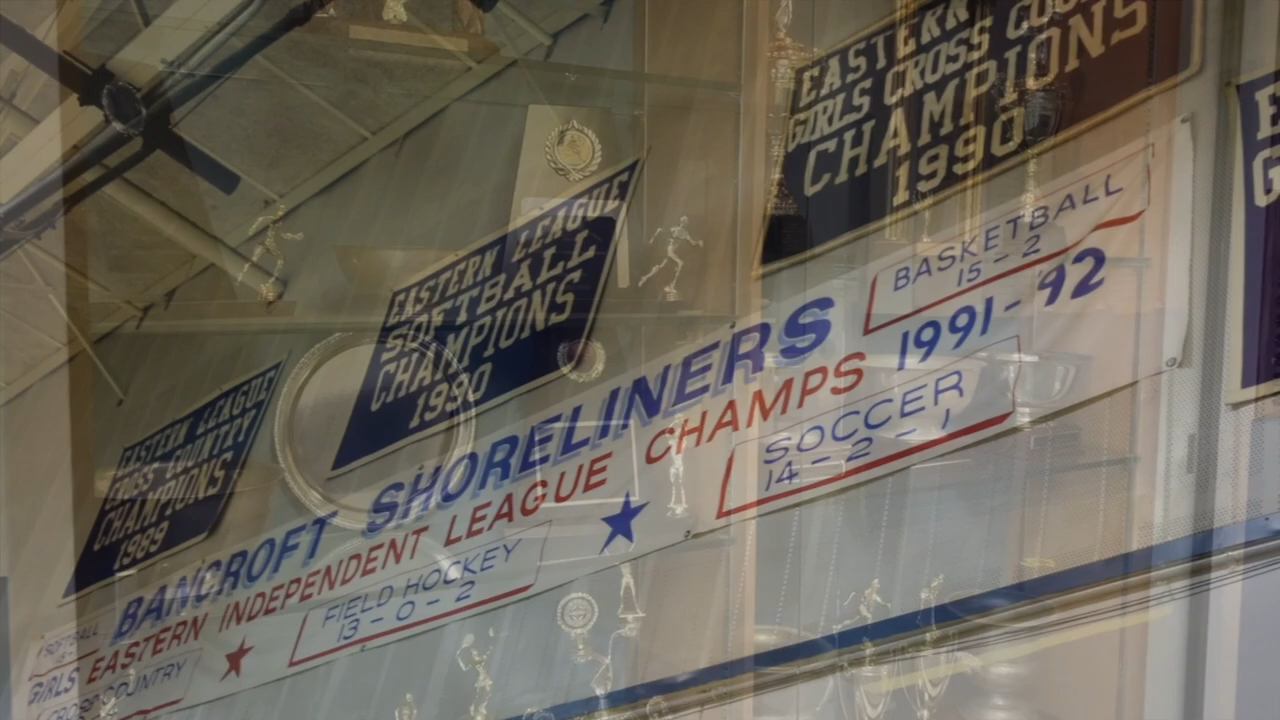 EASTERN
GIRLS CROSS COU
CHAMPIONS
1990
EASTERN LEAGUE
SOFTBALL
CHAMPIONS
1990
EASTERN LEAGUE
CROSS COUNTRY
CHAMPIONS
1989
BASKETBALL
15-2
BANCROFT SHORELINERS 1991-92
GIRLS EASTERN INDEPENDENT LEAGUE CHAMPS
SOCCER
14-2-1
FIELD HOCKEY
13-0-2
SOFTBALL
CROSS COUNTRY